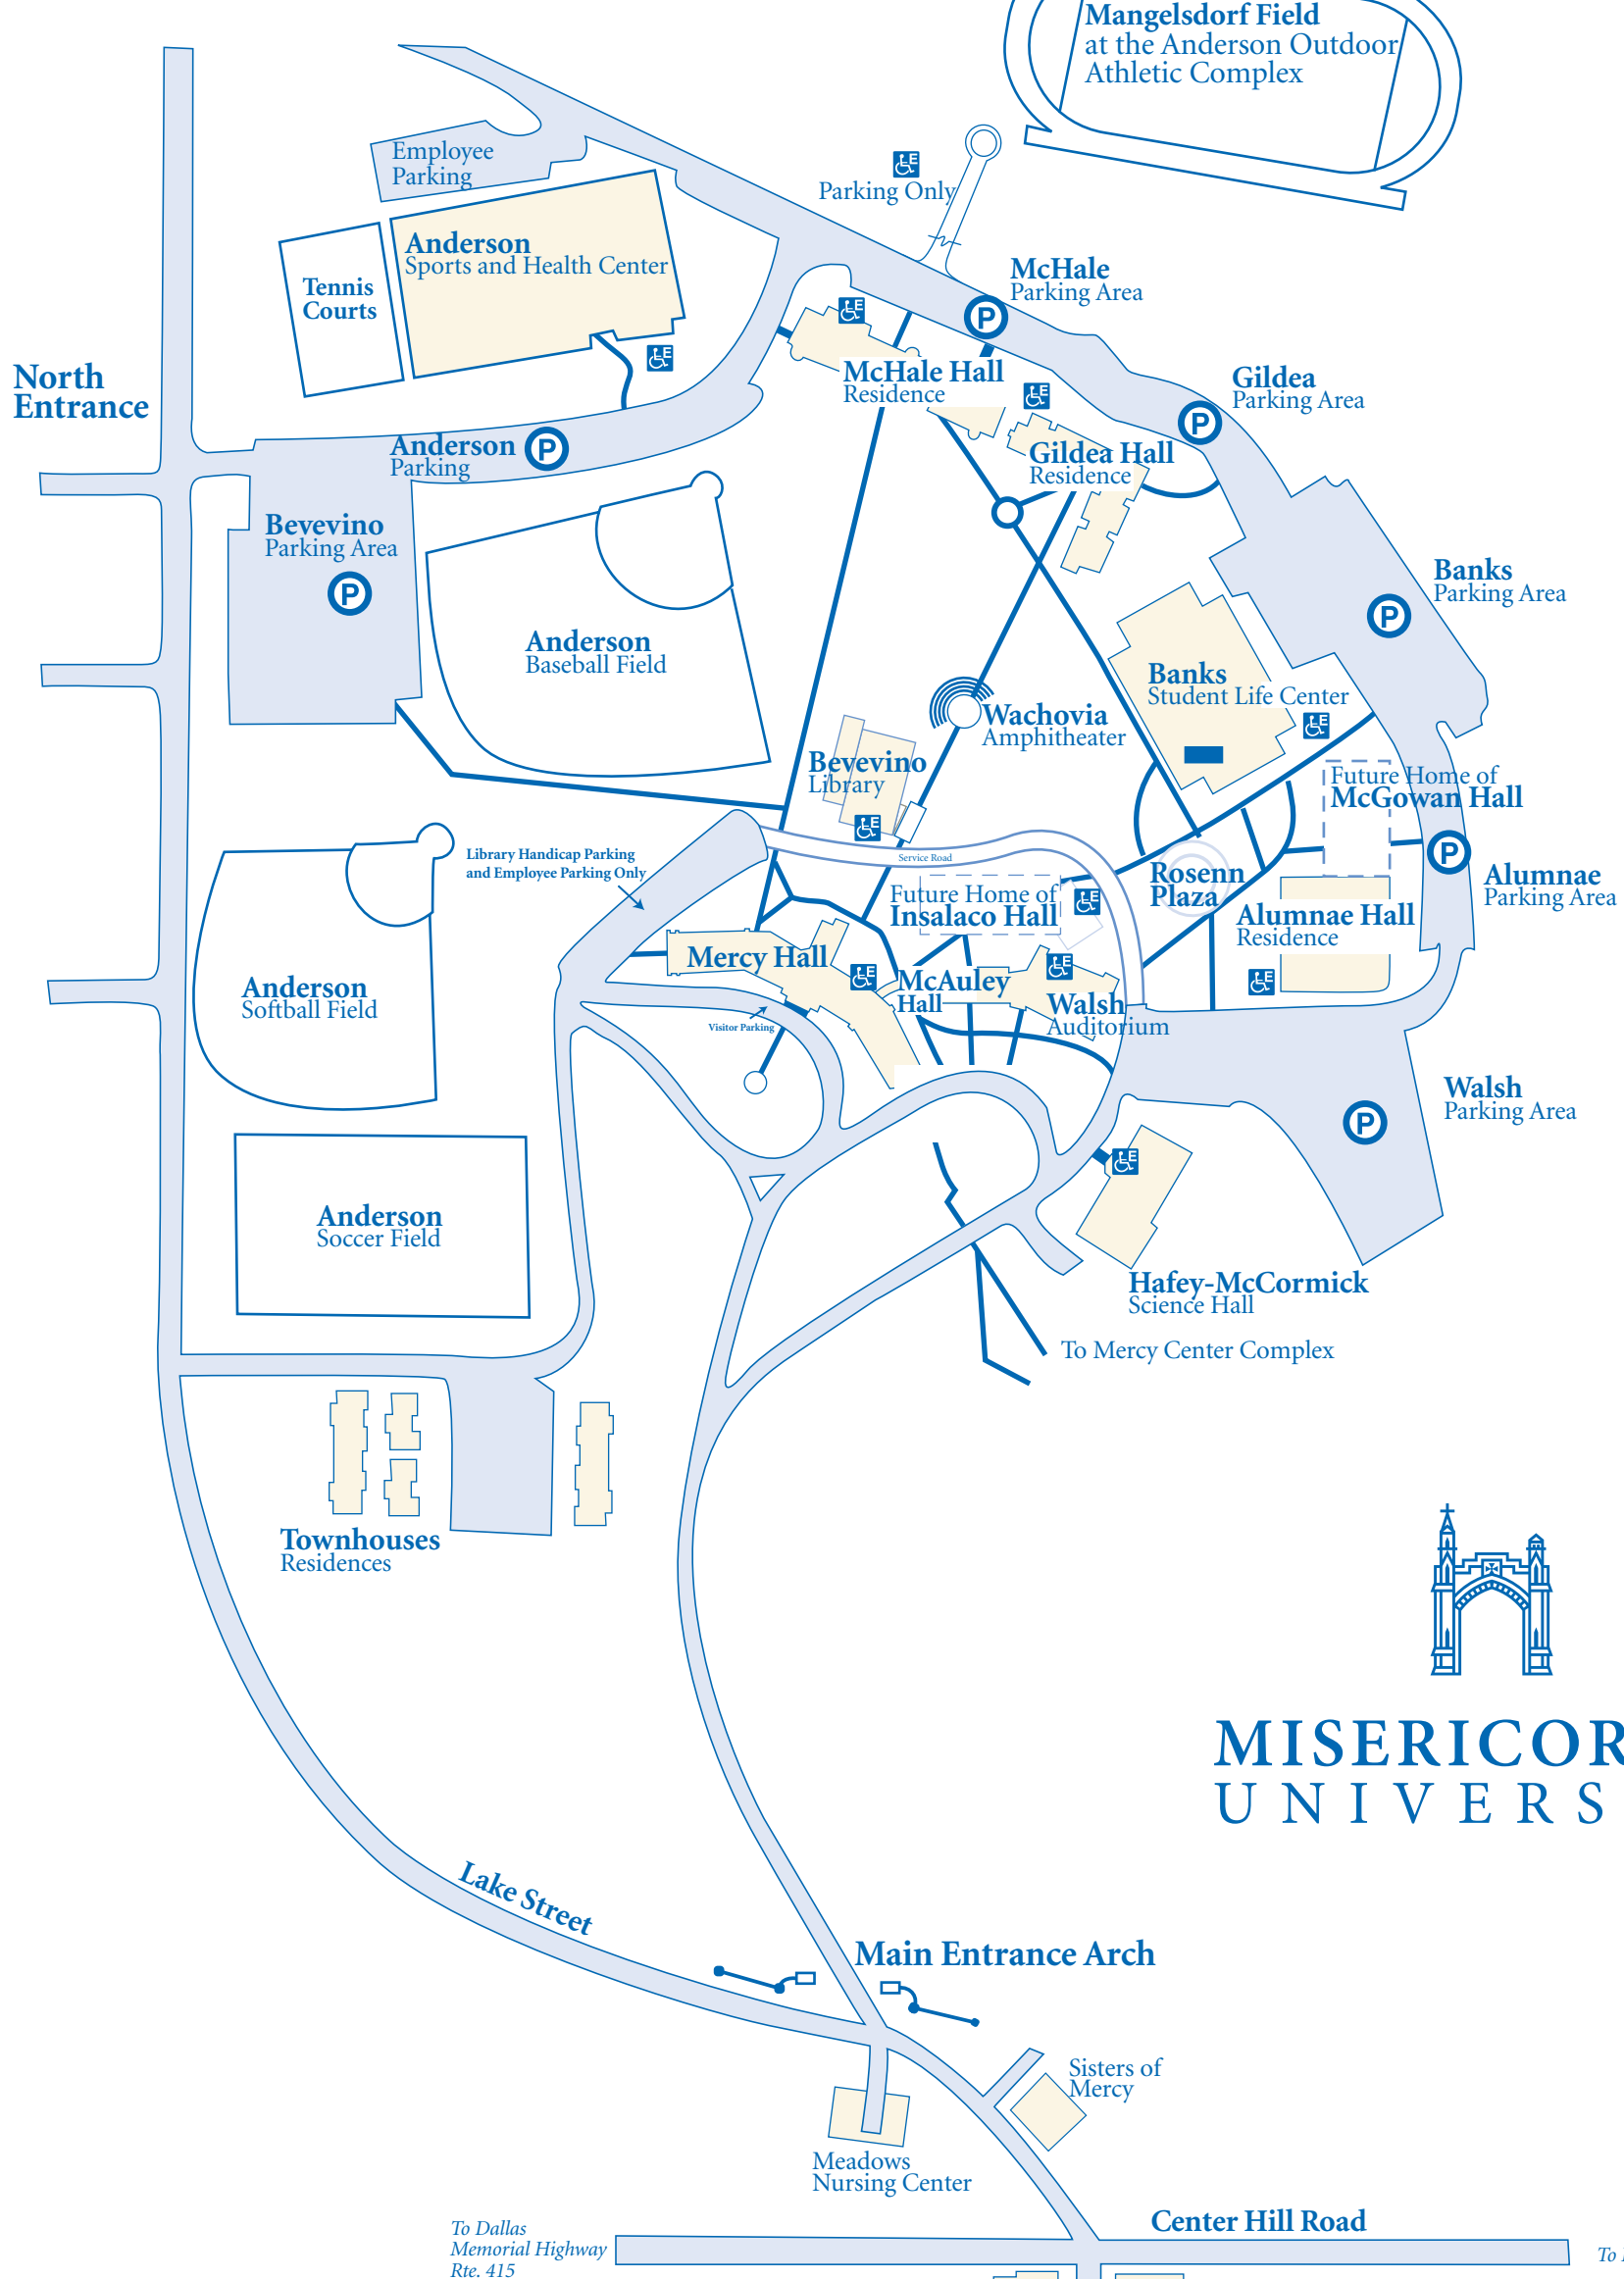 Mangelsdorf Field
at the Anderson Outdoor
Athletic Complex
Employee
Parking
E
Parking Only
Anderson
Sports and Health Center
Tennis
Courts
McHale
Parking Area
P
E
E
McHale Hall
Residence
E
North
Entrance
Gildea
Parking Area
P
Anderson
Parking
P
Gildea Hall
Residence
Bevevino
Parking Area
P
Banks
Parking Area
P
Anderson
Baseball Field
Banks
Student Life Center
E
Wachovia
Amphitheater
Bevevino
Library
E
Future Home of
McGowan Hall
Library Handicap Parking
and Employee Parking Only
Service Road
P
Rosenn
Plaza
Alumnae
Parking Area
Future Home of
Insalaco Hall
E
Alumnae Hall
Residence
E
Mercy Hall
E
McAuley
Hall
E
Walsh
Auditorium
Anderson
Softball Field
Visitor Parking
Walsh
Parking Area
P
E
Anderson
Soccer Field
Hafey-McCormick
Science Hall
To Mercy Center Complex
Townhouses
Residences
MISERICOR
UNIVERS
Lake Street
Main Entrance Arch
Sisters of
Mercy
Meadows
Nursing Center
Center Hill Road
To Dallas
Memorial Highway
Rte. 415
To